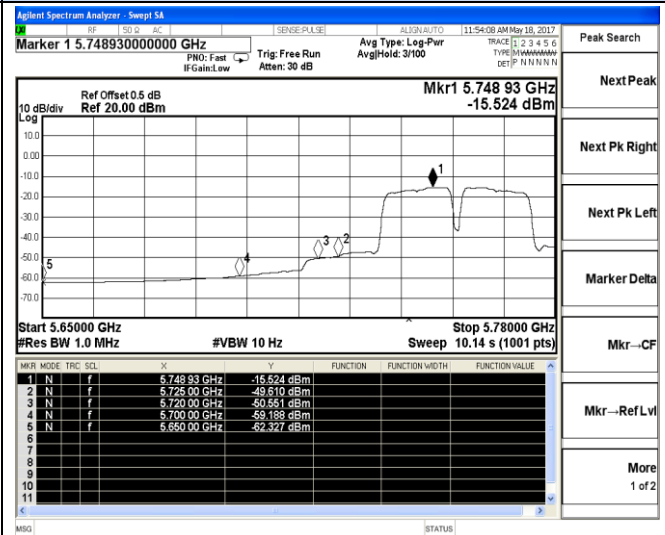 Agilent Spectrum Analyzer - Swept SA
RF 50 Ω AC SENSE:PULSE ALIGNAUTO 11:54:08 AM May 18, 2017
Marker 1 5.748930000000 GHz
PNO: Fast
IFGain:Low
Trig: Free Run
Atten: 30 dB
Avg Type: Log-Pwr
Avg|Hold: 3/100
TRACE 1 2 3 4 5 6
TYPE MWWWWW
DET P NNNNN
Peak Search
Next Peak
Next Pk Right
Next Pk Left
Marker Delta
Mkr→CF
Mkr→RefLvl
More
1 of 2
Mkr1 5.748 93 GHz
-15.524 dBm
Ref Offset 0.5 dB
10 dB/div Ref 20.00 dBm
Log
10.0
0.00
-10.0
-20.0
-30.0
-40.0
-50.0
-60.0
-70.0
1
3 2
4
5
Start 5.65000 GHz Stop 5.78000 GHz
#Res BW 1.0 MHz #VBW 10 Hz Sweep 10.14 s (1001 pts)
MKR MODE TRC SCL X Y FUNCTION FUNCTION WIDTH FUNCTION VALUE
1 N f 5.748 93 GHz -15.524 dBm
2 N f 5.725 00 GHz -49.610 dBm
3 N f 5.720 00 GHz -50.551 dBm
4 N f 5.700 00 GHz -59.188 dBm
5 N f 5.650 00 GHz -62.327 dBm
6
7
8
9
10
11
MSG STATUS